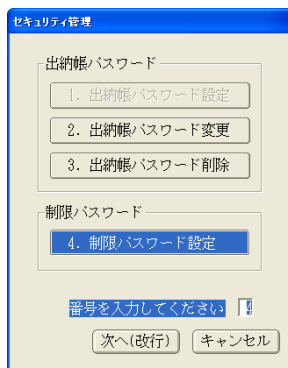 セキュリティ管理
出納帳パスワード
1. 出納帳パスワード設定
2. 出納帳パスワード変更
3. 出納帳パスワード削除
制限パスワード
4. 制限パスワード設定
番号を入力してください
次へ(改行) キャンセル